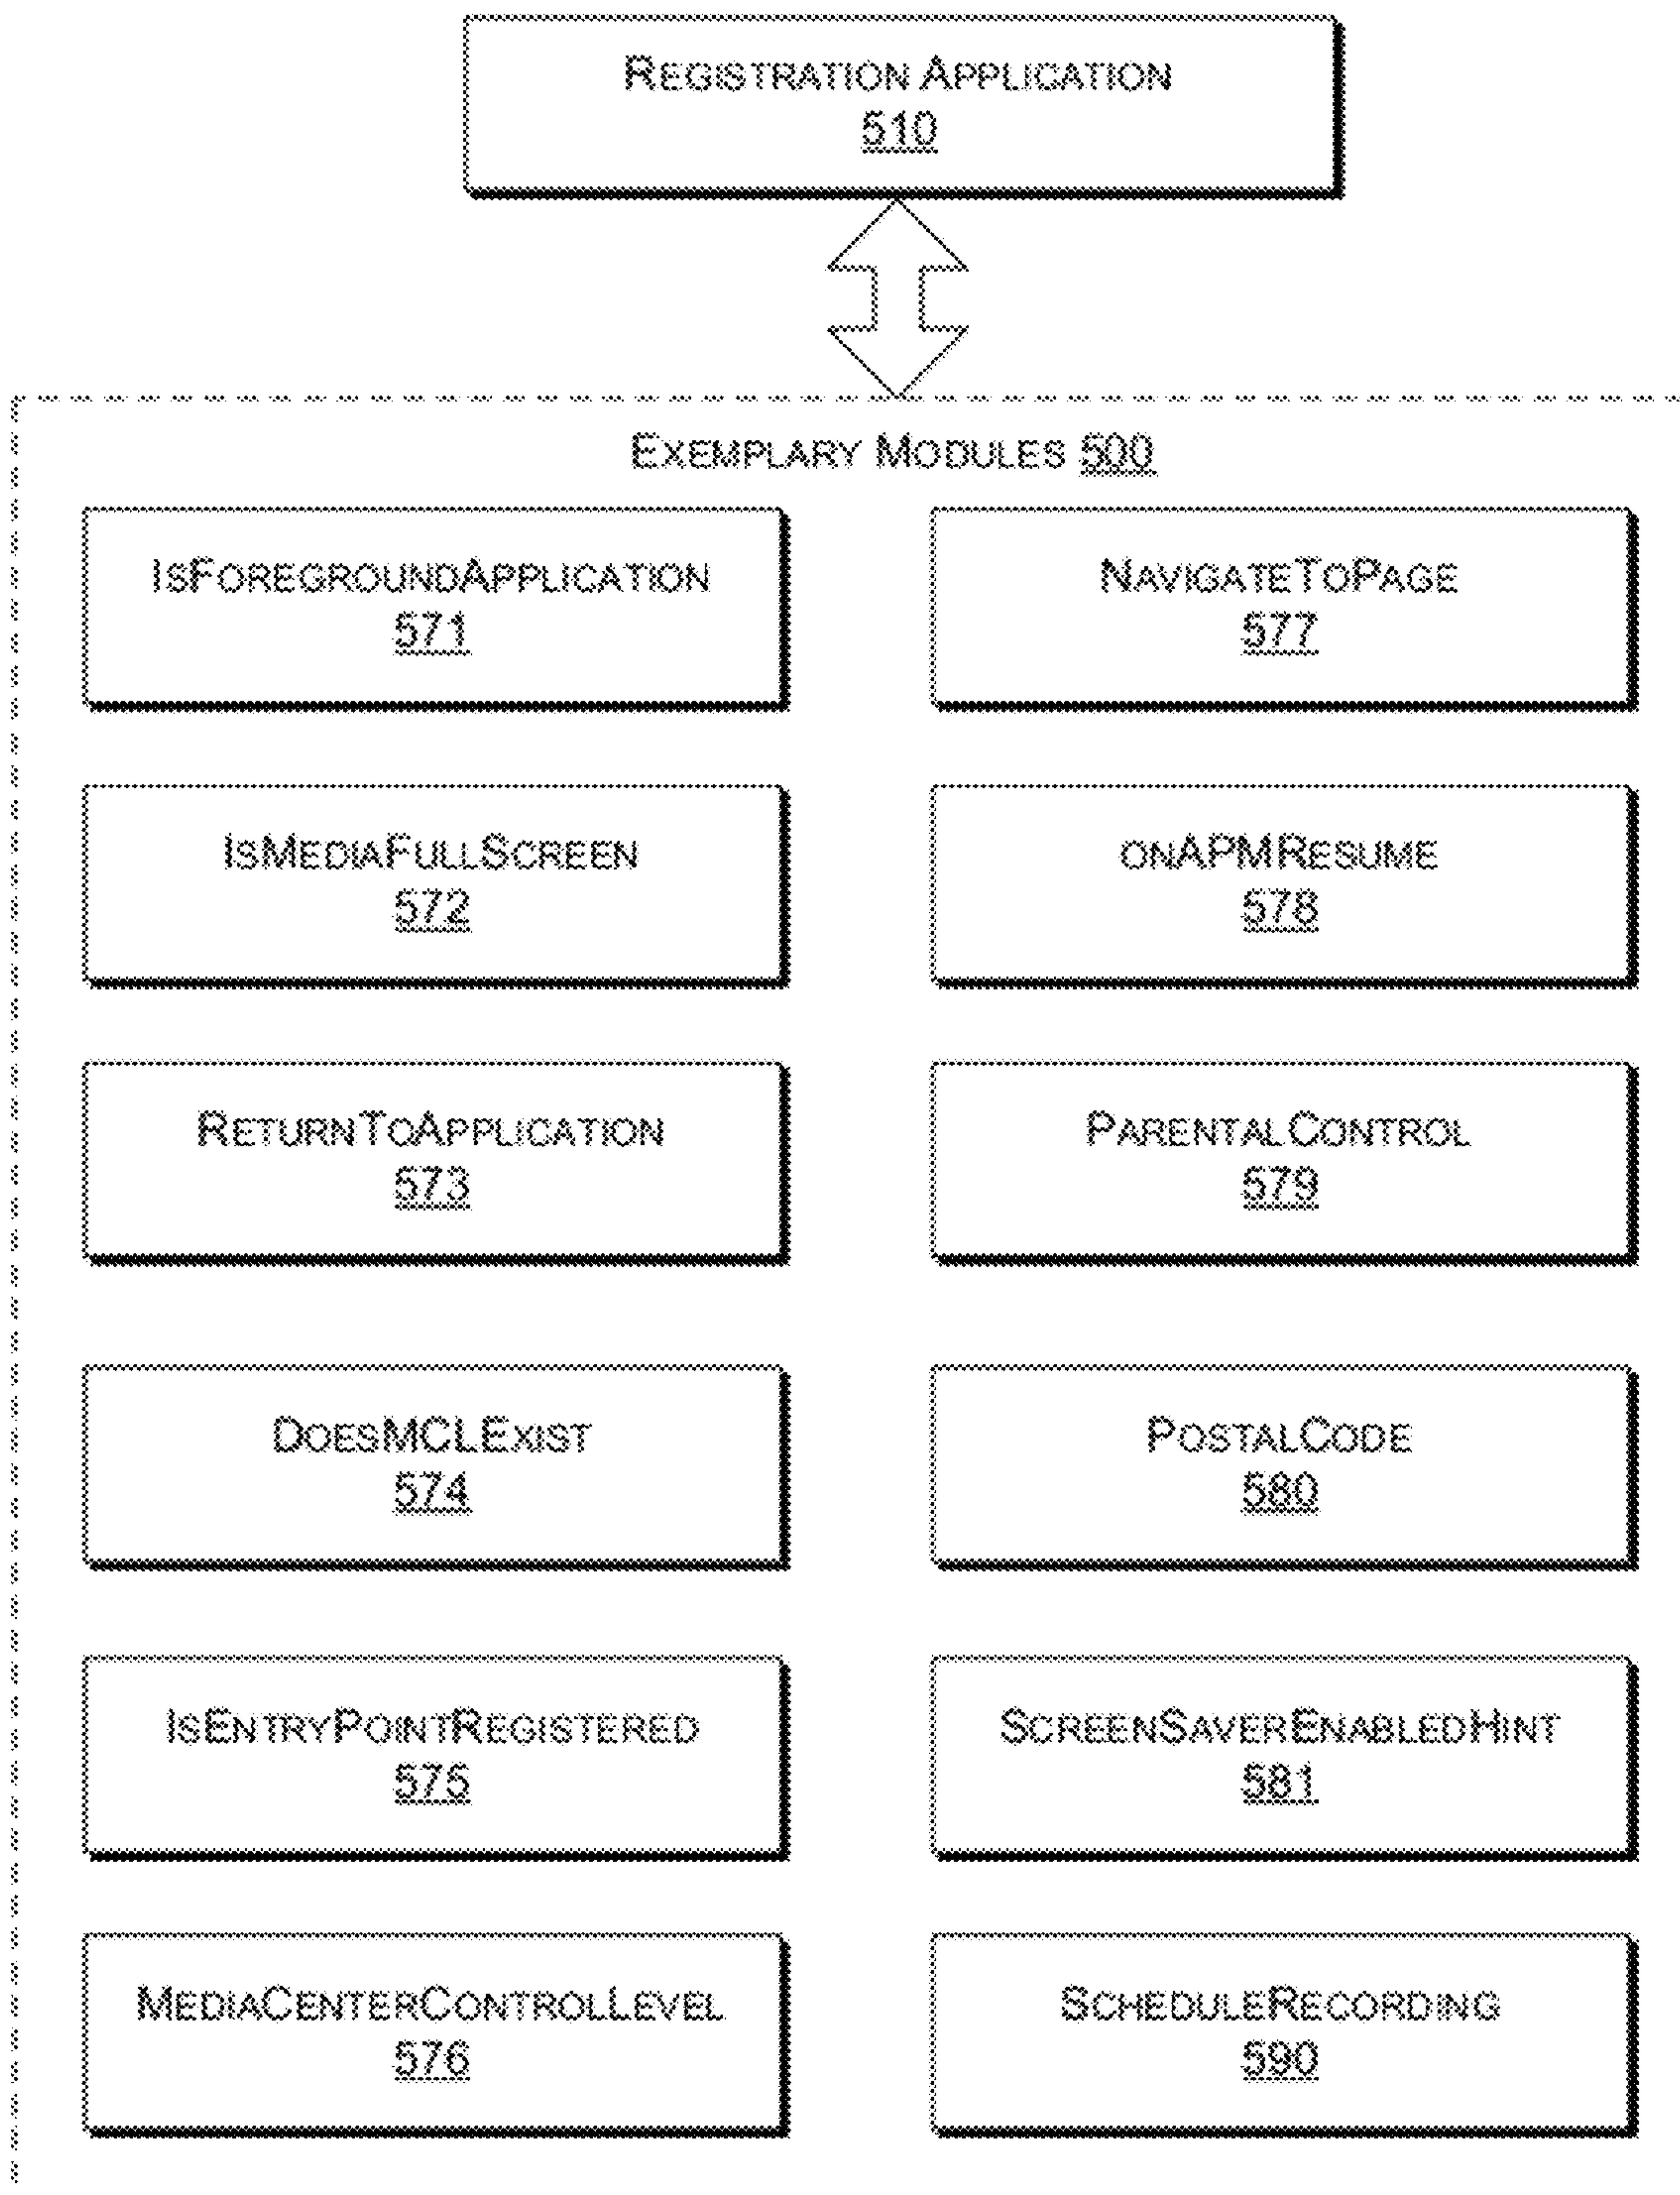 REGISTRATION APPLICATION
510
EXEMPLARY MODULES 500
ISFOREGROUNDAPPLICATION
571
NAVIGATETOPAGE
577
ISMEDIAFULLSCREEN
572
ONAPMRESUME
578
RETURNTOAPPLICATION
573
PARENTALCONTROL
579
DOESMCLEXIST
574
POSTALCODE
580
ISENTRYPOINTREGISTERED
575
SCREENSAVERENABLEDHINT
581
MEDIACENTERCONTROLLEVEL
576
SCHEDULERECORDING
590